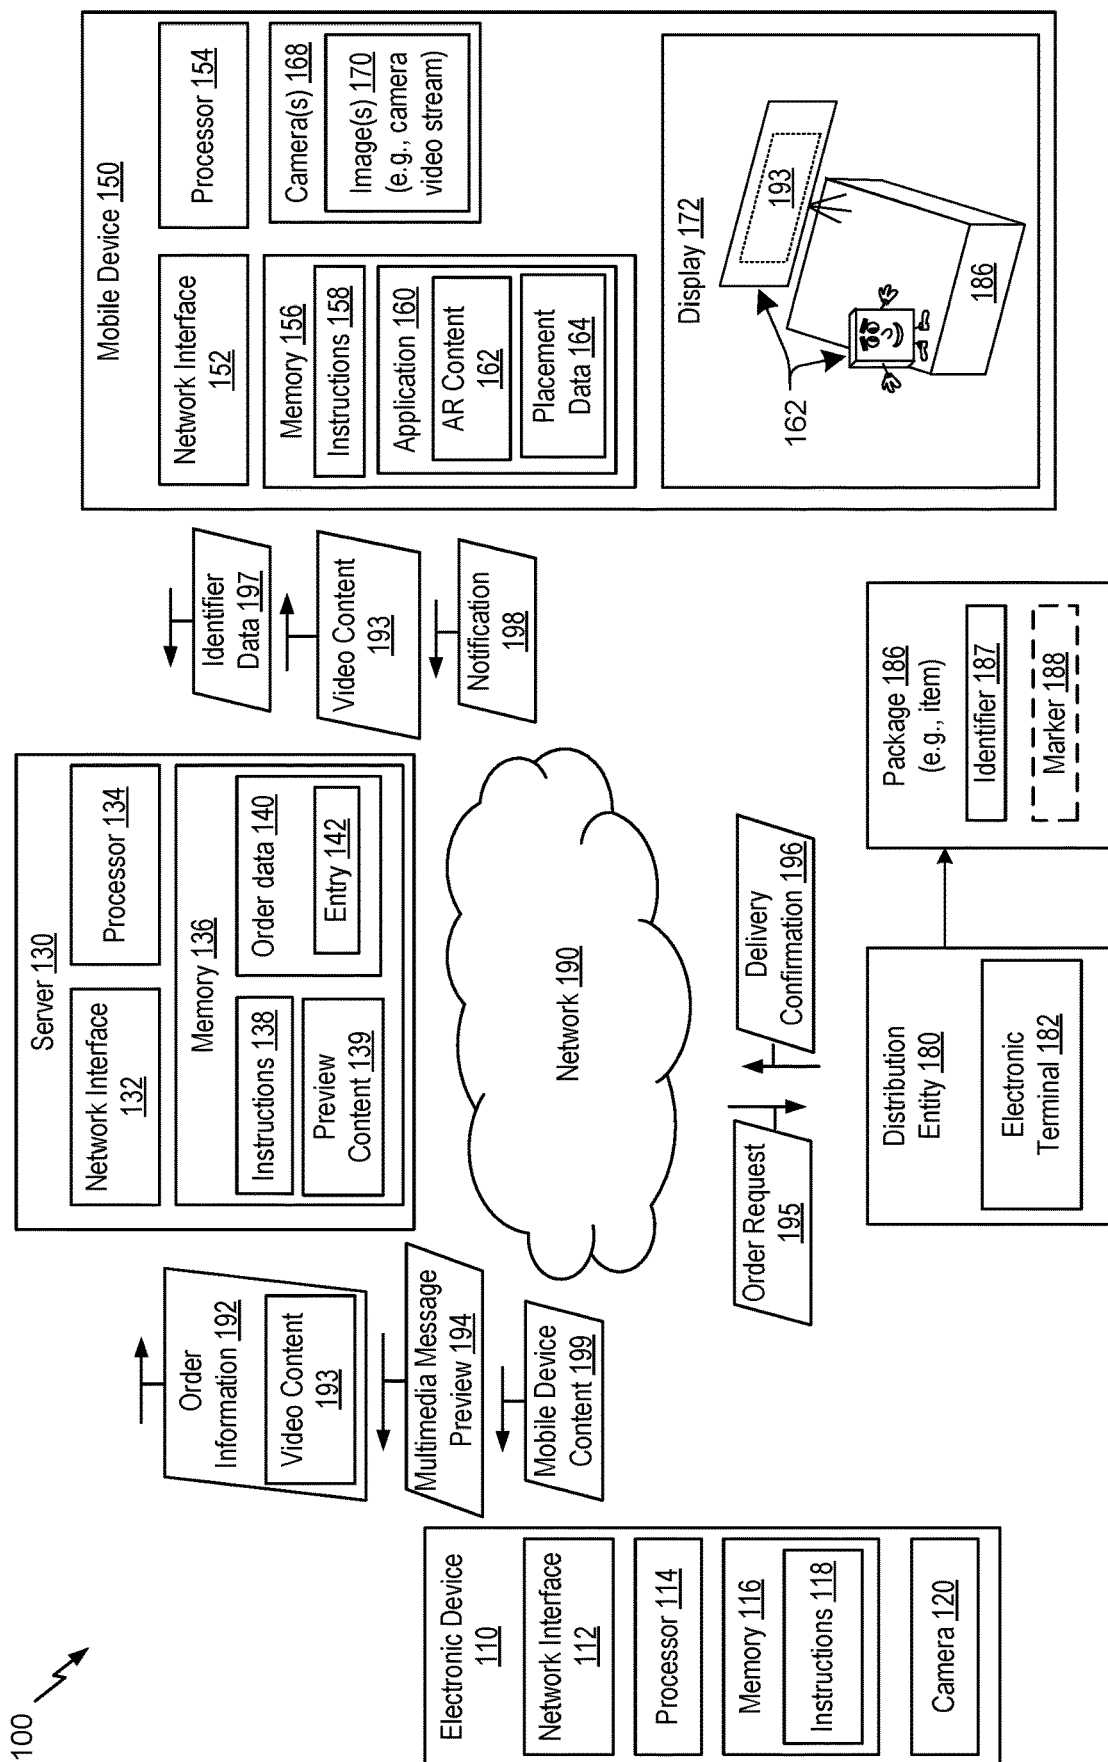 100
Electronic Device
110
Network Interface
112
Processor 114
Memory 116
Instructions 118
Camera 120
Order
Information 192
Video Content
193
Multimedia Message
Preview 194
Mobile Device
Content 199
Server 130
Network Interface
132
Processor 134
Memory 136
Instructions 138
Preview
Content 139
Order data 140
Entry 142
Network 190
Order Request
195
Delivery
Confirmation 196
Distribution
Entity 180
Electronic
Terminal 182
Package 186
(e.g., item)
Identifier 187
Marker 188
Identifier
Data 197
Video Content
193
Notification
198
Mobile Device 150
Network Interface
152
Processor 154
Memory 156
Instructions 158
Application 160
AR Content
162
Placement
Data 164
Camera(s) 168
Image(s) 170
(e.g., camera
video stream)
Display 172
162
193
186